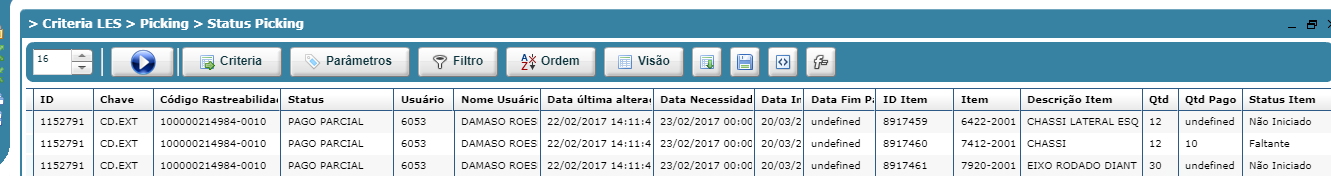 > Criteria LES > Picking > Status Picking
16 Criteria Parâmetros Filtro Ordem Visão
ID Chave Código Rastreabilidad Status Usuário Nome Usuário Data última alterac Data Necessidad Data In Data Fim Pa ID Item Item Descrição Item Qtd Qtd Pago Status Item
1152791 CD.EXT 100000214984-0010 PAGO PARCIAL 6053 DAMASO ROES 22/02/2017 14:11:4 23/02/2017 00:00 20/03/2 undefined 8917459 6422-2001 CHASSI LATERAL ESQ 12 undefined Não Iniciado
1152791 CD.EXT 100000214984-0010 PAGO PARCIAL 6053 DAMASO ROES 22/02/2017 14:11:4 23/02/2017 00:00 20/03/2 undefined 8917460 7412-2001 CHASSI 12 10 Faltante
1152791 CD.EXT 100000214984-0010 PAGO PARCIAL 6053 DAMASO ROES 22/02/2017 14:11:4 23/02/2017 00:00 20/03/2 undefined 8917461 7920-2001 EIXO RODADO DIANT 30 undefined Não Iniciado